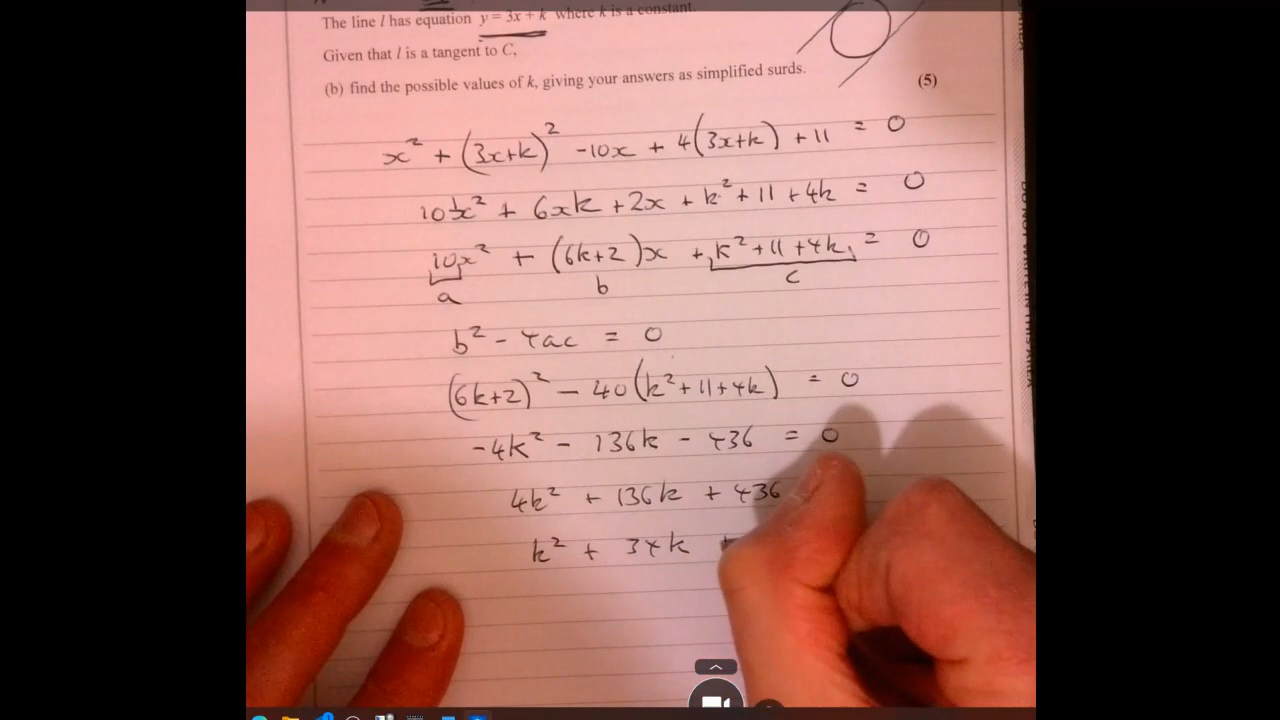 The line l has equation y = 3x + k where k is a constant.
Given that l is a tangent to C,
(b) find the possible values of k, giving your answers as simplified surds.
(5)
x² + (3x+k)² -10x + 4(3x+k) + 11 = 0
10x² + 6xk + 2x + k² + 11 + 4k = 0
10x² + (6k+2)x + k² + 11 + 4k = 0
a b c
b² - 4ac = 0
(6k+2)² - 40(k² + 11 + 4k) = 0
-4k² - 136k - 436 = 0
4k² + 136k + 436
k² + 34k +